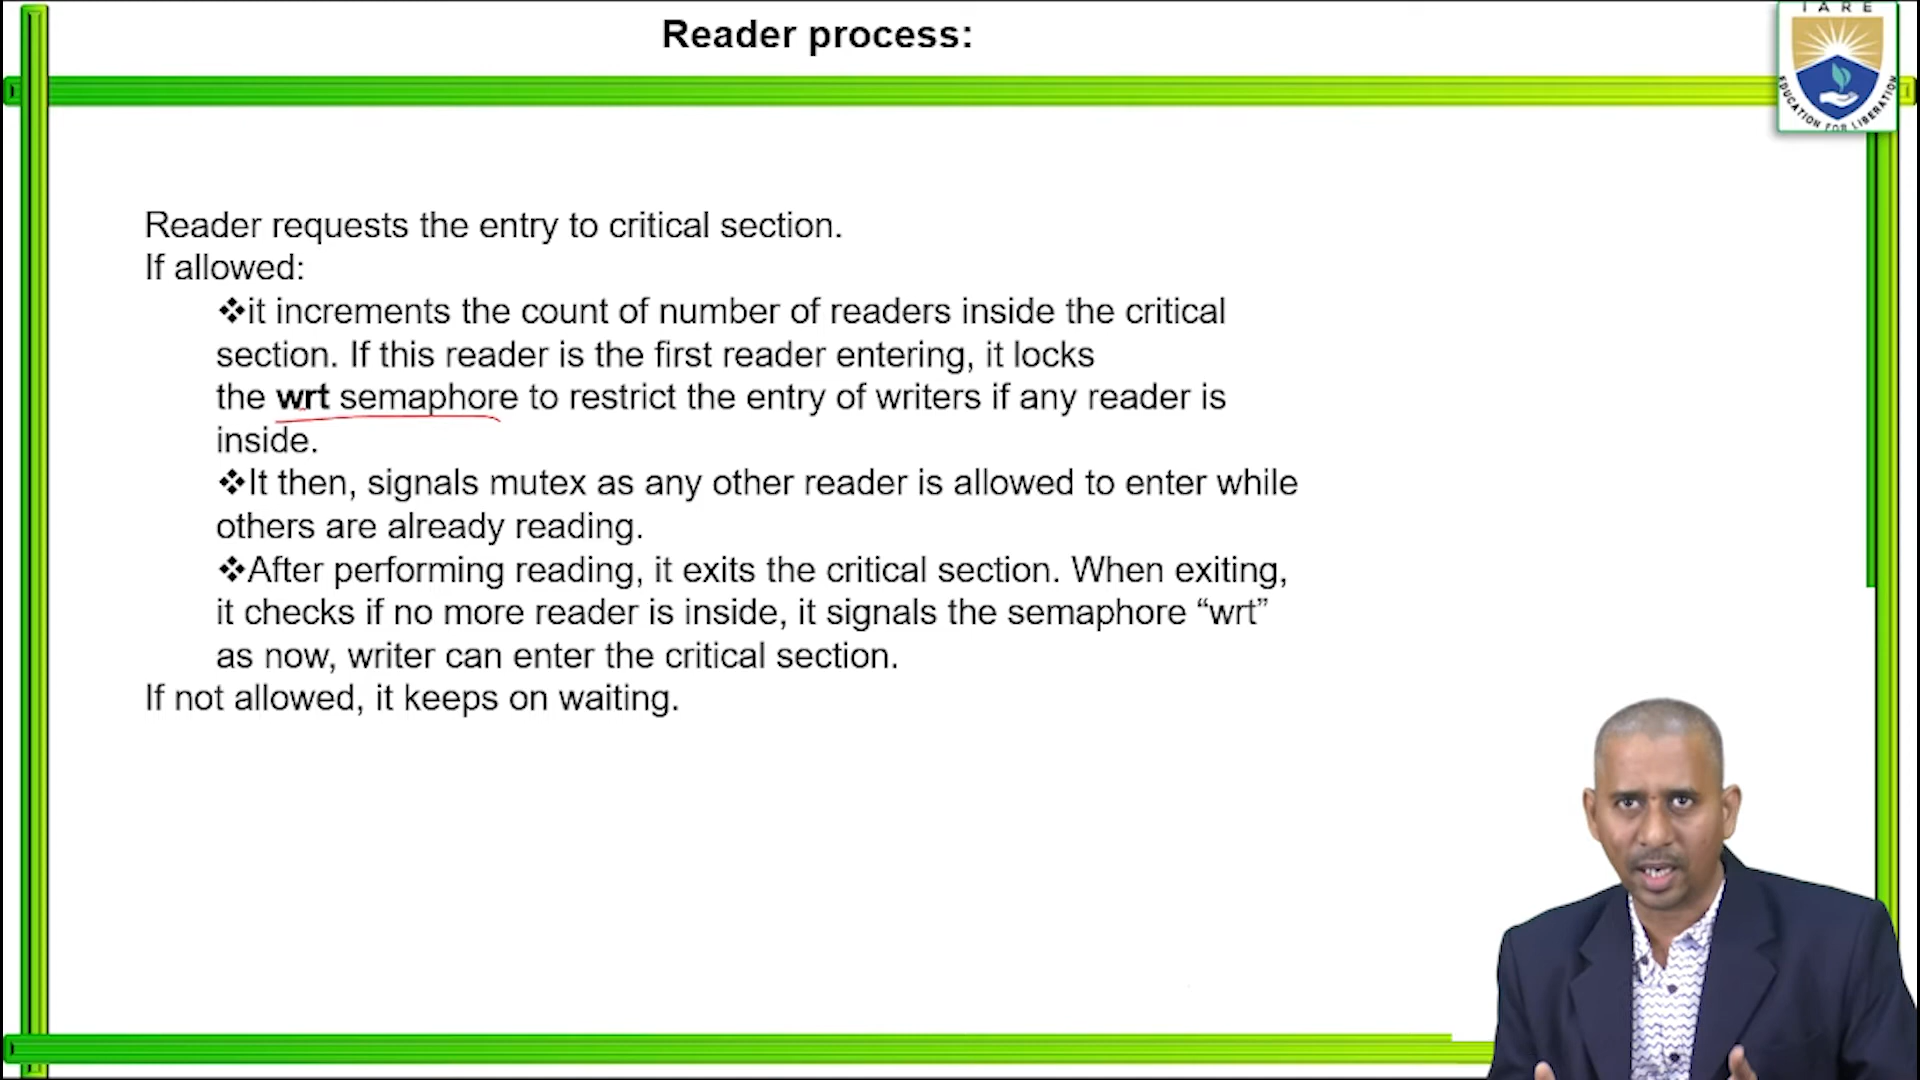 Reader process:
IARE
EDUCATION FOR LIBERATION
Reader requests the entry to critical section.
If allowed:
❖it increments the count of number of readers inside the critical
section. If this reader is the first reader entering, it locks
the wrt semaphore to restrict the entry of writers if any reader is
inside.
❖It then, signals mutex as any other reader is allowed to enter while
others are already reading.
❖After performing reading, it exits the critical section. When exiting,
it checks if no more reader is inside, it signals the semaphore “wrt”
as now, writer can enter the critical section.
If not allowed, it keeps on waiting.